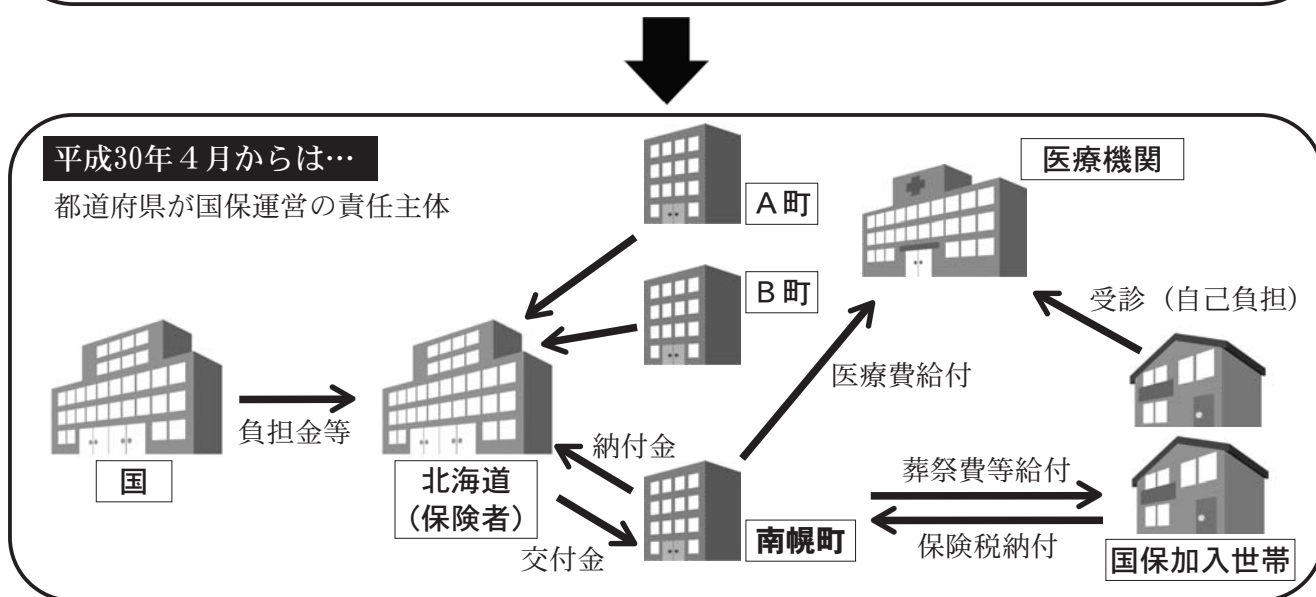 平成30年4月からは…
都道府県が国保運営の責任主体
A町
B町
医療機関
受診（自己負担）
医療費給付
負担金等
国
納付金
北海道
（保険者）
交付金
南幌町
葬祭費等給付
保険税納付
国保加入世帯